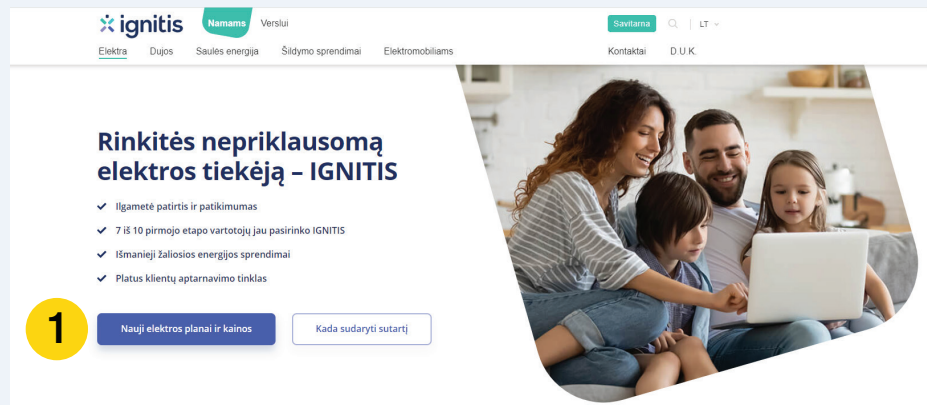 ignitis
Namams
Verslui
Savitarna
LT
Elektra
Dujos
Saulės energija
Šildymo sprendimai
Elektromobiliams
Kontaktai
D.U.K.
Rinkitės nepriklausomą
elektros tiekėją – IGNITIS
Ilgametė patirtis ir patikimumas
7 iš 10 pirmojo etapo vartotojų jau pasirinko IGNITIS
Išmanieji žaliosios energijos sprendimai
Platus klientų aptarnavimo tinklas
1
Nauji elektros planai ir kainos
Kada sudaryti sutartį